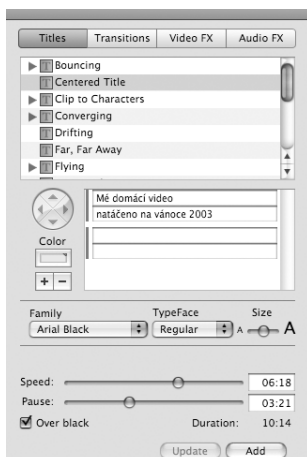 Titles Transitions Video FX Audio FX
Bouncing
Centered Title
Clip to Characters
Converging
Drifting
Far, Far Away
Flying
Mé domácí video
natáčeno na vánoce 2003
Color
+ −
Family TypeFace Size
Arial Black Regular A A
Speed: 06:18
Pause: 03:21
Over black Duration: 10:14
Update Add